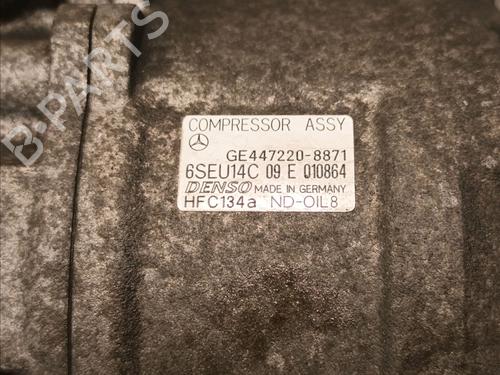 B-PARTS
COMPRESSOR ASSY
GE447220-8871
6SEU14C 09 E 010864
DENSO MADE IN GERMANY
HFC134a ND-OIL8